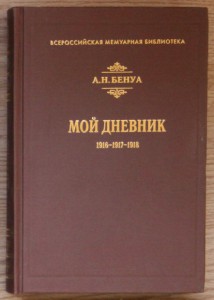 ВСЕРОССИЙСКАЯ МЕМУАРНАЯ БИБЛИОТЕКА
А.Н.БЕНУА
МОЙ ДНЕВНИК
1916-1917-1918